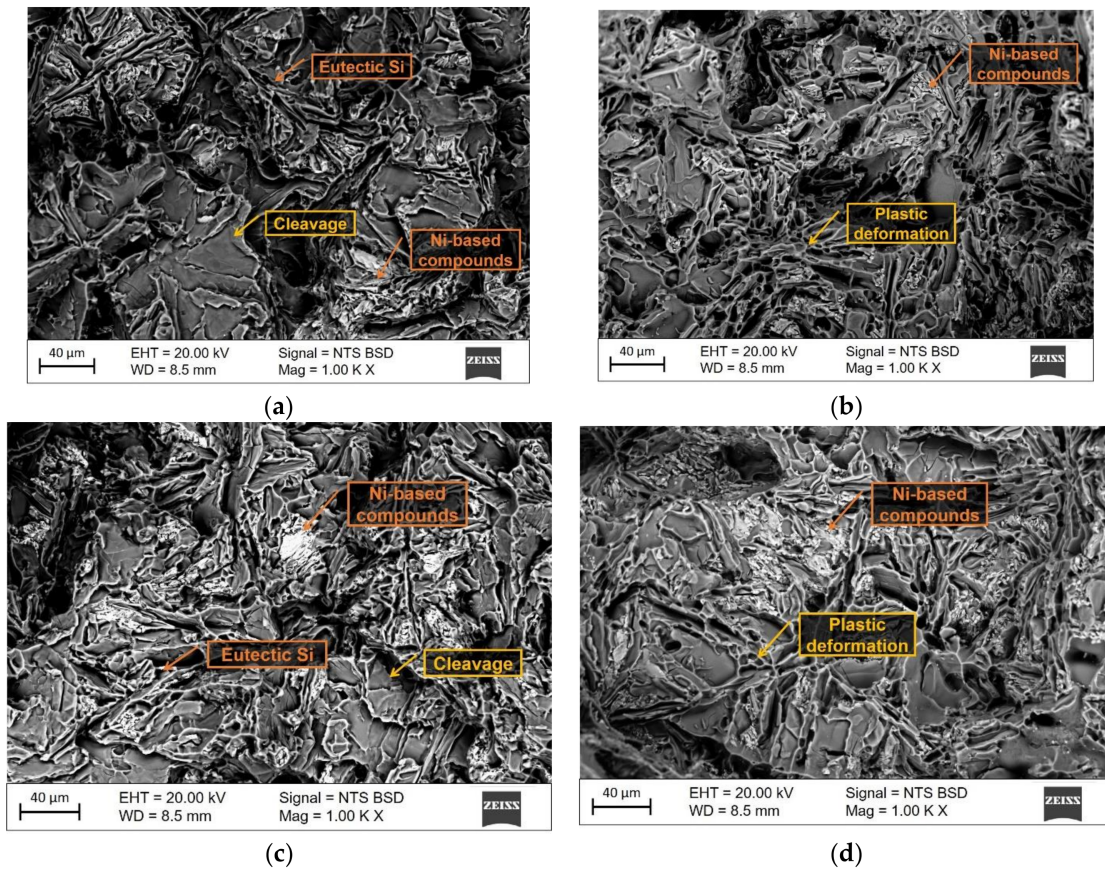 Eutectic Si
Cleavage
Ni-based
compounds
40 µm
EHT = 20.00 kV
WD = 8.5 mm
Signal = NTS BSD
Mag = 1.00 K X
ZEISS
(a)
Ni-based
compounds
Plastic
deformation
40 µm
EHT = 20.00 kV
WD = 8.5 mm
Signal = NTS BSD
Mag = 1.00 K X
ZEISS
(b)
Ni-based
compounds
Eutectic Si
Cleavage
40 µm
EHT = 20.00 kV
WD = 8.5 mm
Signal = NTS BSD
Mag = 1.00 K X
ZEISS
(c)
Ni-based
compounds
Plastic
deformation
40 µm
EHT = 20.00 kV
WD = 8.5 mm
Signal = NTS BSD
Mag = 1.00 K X
ZEISS
(d)